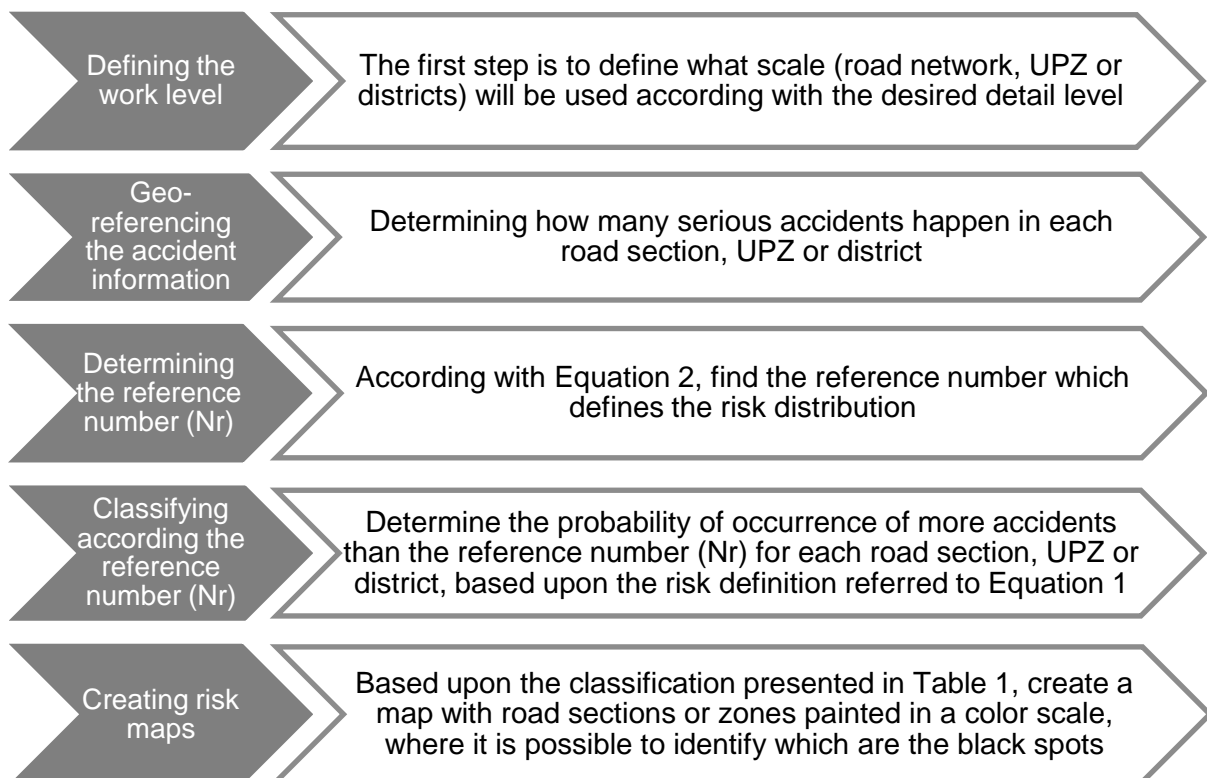 Defining the
work level
The first step is to define what scale (road network, UPZ or
districts) will be used according with the desired detail level
Geo-
referencing
the accident
information
Determining how many serious accidents happen in each
road section, UPZ or district
Determining
the reference
number (Nr)
According with Equation 2, find the reference number which
defines the risk distribution
Classifying
according the
reference
number (Nr)
Determine the probability of occurrence of more accidents
than the reference number (Nr) for each road section, UPZ or
district, based upon the risk definition referred to Equation 1
Creating risk
maps
Based upon the classification presented in Table 1, create a
map with road sections or zones painted in a color scale,
where it is possible to identify which are the black spots